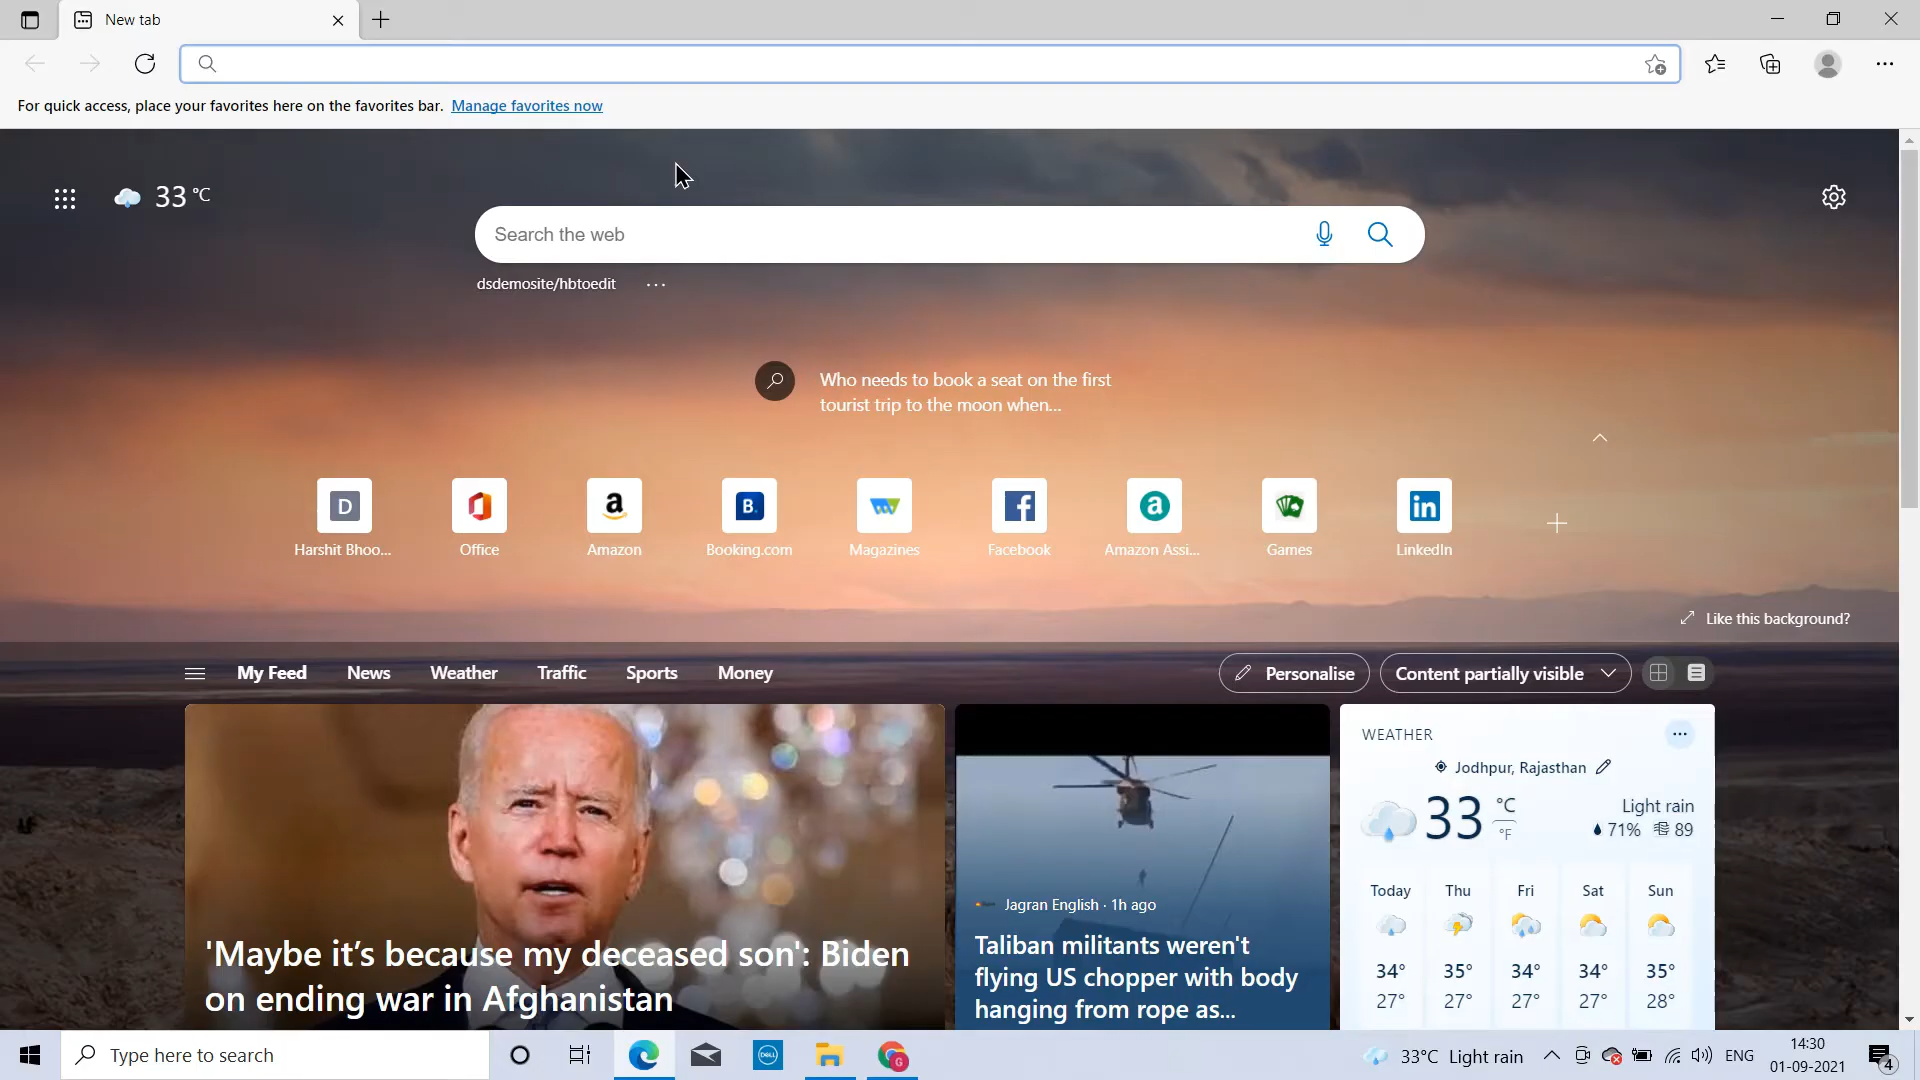 New tab
For quick access, place your favorites here on the favorites bar. Manage favorites now
33 °C
Search the web
dsdemosite/hbtoedit ...
Who needs to book a seat on the first
tourist trip to the moon when...
D
a
B.
f
a
in
Harshit Bhoo... Office Amazon Booking.com Magazines Facebook Amazon Assi... Games LinkedIn
Like this background?
My Feed News Weather Traffic Sports Money Personalise Content partially visible
'Maybe it's because my deceased son': Biden
on ending war in Afghanistan
Jagran English · 1h ago
Taliban militants weren't
flying US chopper with body
hanging from rope as...
WEATHER
Jodhpur, Rajasthan
33 °C
°F
Light rain
71% 89
Today Thu Fri Sat Sun
34° 35° 34° 34° 35°
27° 27° 27° 27° 28°
Type here to search
DELL
G
33°C Light rain
ENG
14:30
01-09-2021
4